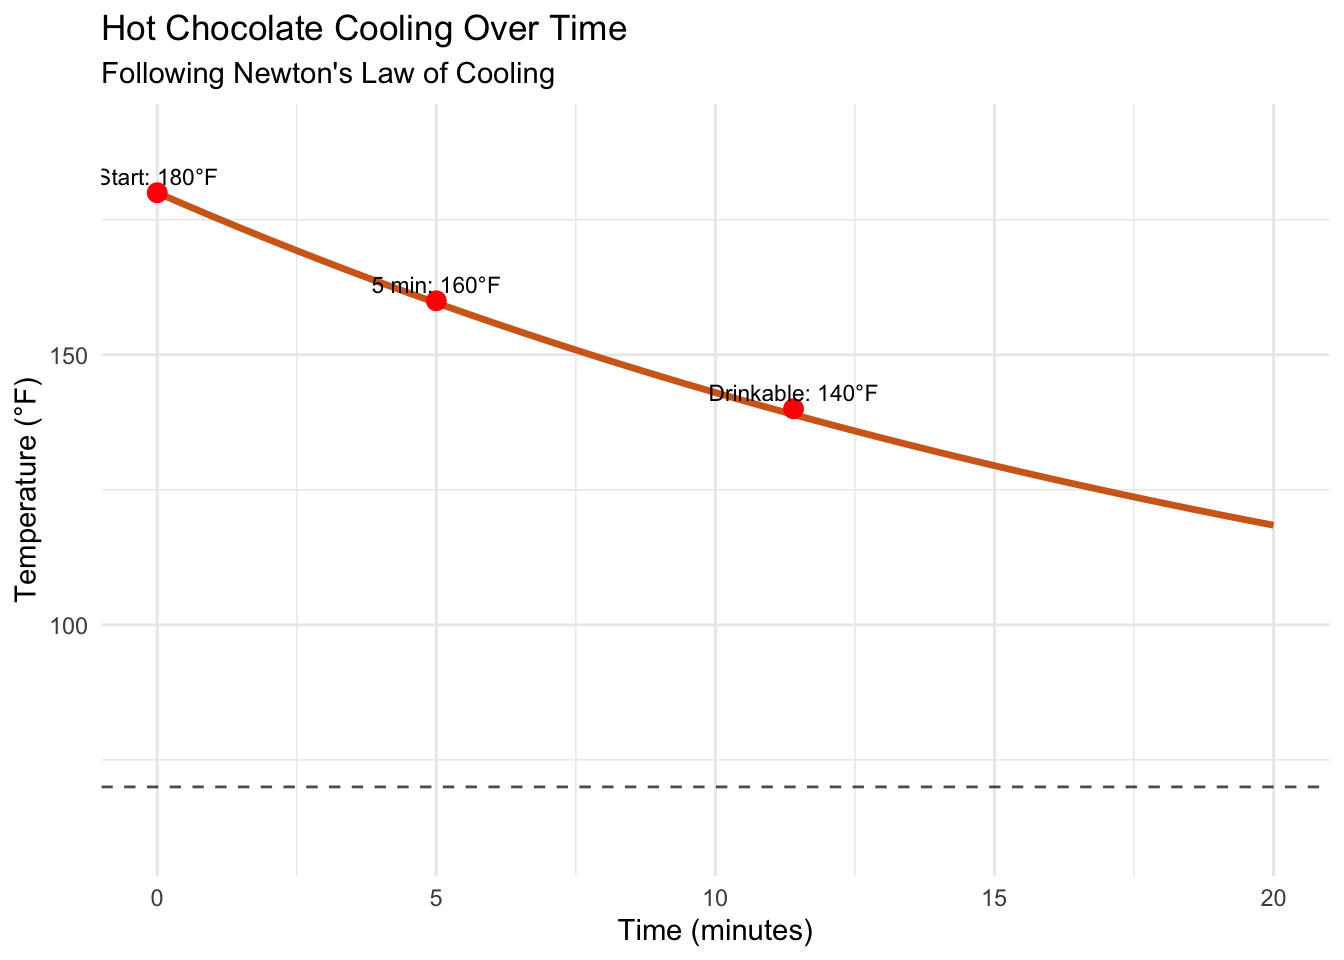 Hot Chocolate Cooling Over Time
Following Newton's Law of Cooling
Start: 180°F
5 min: 160°F
150
Drinkable: 140°F
100
Temperature (°F)
0 5 10 15 20
Time (minutes)